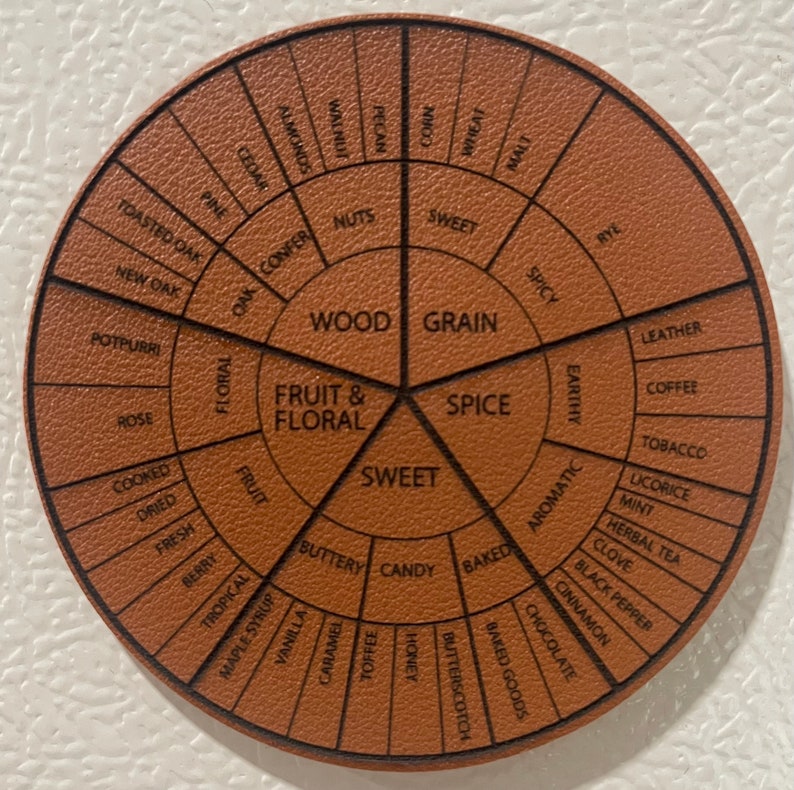 WOOD
GRAIN
SPICE
SWEET
FRUIT &
FLORAL
NUTS
SWEET
SPICY
EARTHY
AROMATIC
BAKED
CANDY
BUTTERY
FRUIT
FLORAL
OAK
CONFER
CORN
WHEAT
MALT
RYE
LEATHER
COFFEE
TOBACCO
LICORICE
MINT
HERBAL TEA
CLOVE
BLACK PEPPER
CINNAMON
CHOCOLATE
BAKED GOODS
BUTTERSCOTCH
HONEY
TOFFEE
CARAMEL
VANILLA
MAPLE SYRUP
TROPICAL
BERRY
FRESH
DRIED
COOKED
ROSE
POTPURRI
NEW OAK
TOASTED OAK
PINE
CEDAR
ALMONDS
WALNUT
PECAN